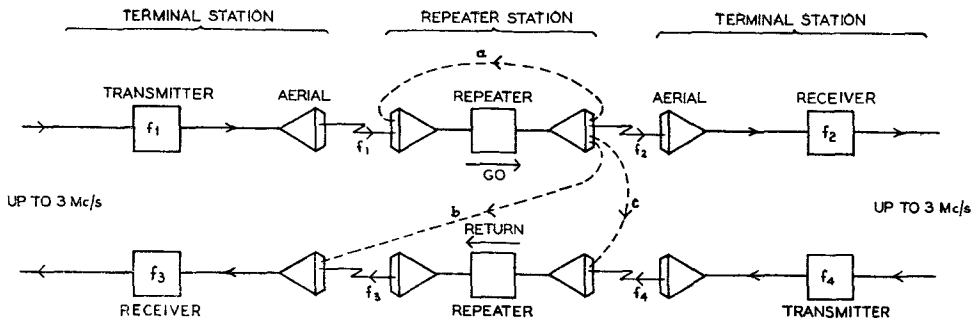 TERMINAL STATION
REPEATER STATION
TERMINAL STATION
a
TRANSMITTER
AERIAL
REPEATER
AERIAL
RECEIVER
f1
f1
f2
f2
GO
UP TO 3 Mc/s
b
c
UP TO 3 Mc/s
RETURN
f3
f3
f4
f4
RECEIVER
REPEATER
TRANSMITTER